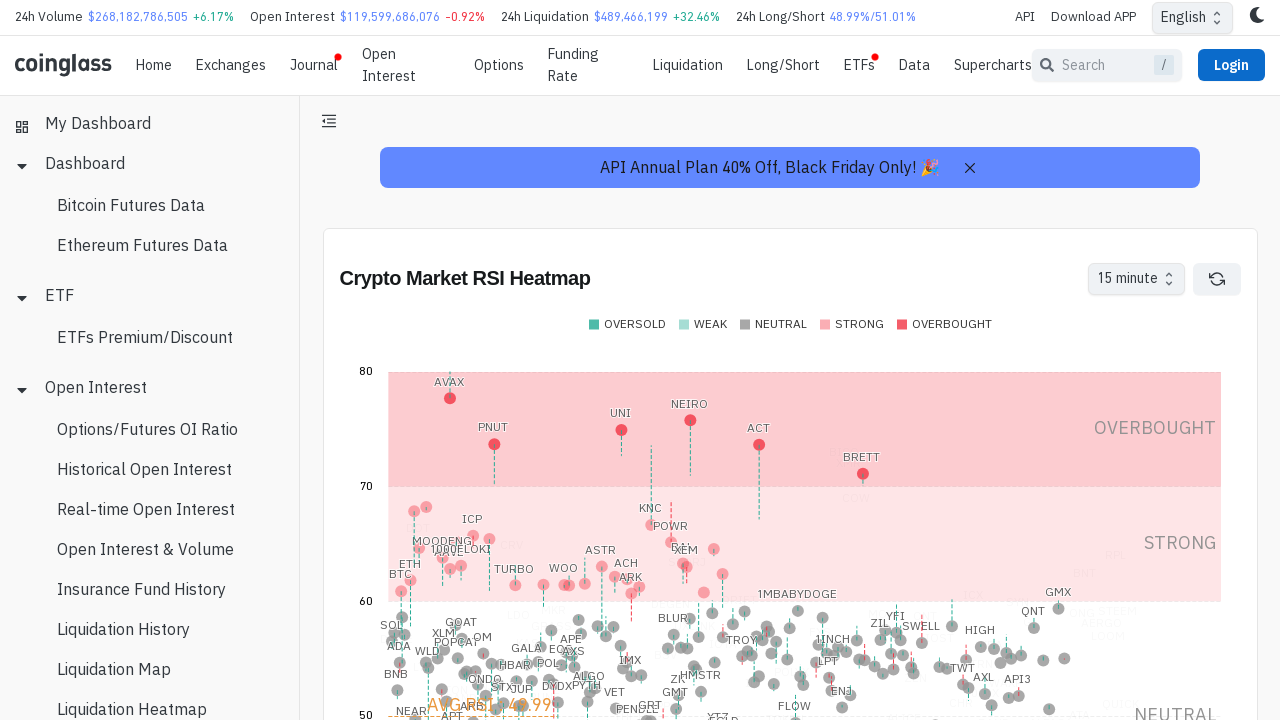 24h Volume $268,182,786,505 +6.17% Open Interest $119,599,686,076 -0.92% 24h Liquidation $489,466,199 +32.46% 24h Long/Short 48.99%/51.01% API Download APP English
coinglass Home Exchanges Journal Open Interest Options Funding Rate Liquidation Long/Short ETFs Data Supercharts Search / Login
My Dashboard
Dashboard
Bitcoin Futures Data
Ethereum Futures Data
ETF
ETFs Premium/Discount
Open Interest
Options/Futures OI Ratio
Historical Open Interest
Real-time Open Interest
Open Interest & Volume
Insurance Fund History
Liquidation History
Liquidation Map
Liquidation Heatmap
API Annual Plan 40% Off, Black Friday Only! 🎉
Crypto Market RSI Heatmap 15 minute
OVERSOLD WEAK NEUTRAL STRONG OVERBOUGHT
80
AVAX
NEIRO
UNI
PNUT ACT OVERBOUGHT
BRETT
70
KNC
ICP POWR
MOODENG STRONG
1000FLOKI ASTR XEM
ETH TURBO WOO ACH
BTC ARK
60 1MBABYDOGE GMX
QNT
SOL GOAT BLUR ZIL YFI SWELL
XLM HIGH
ADA POPCAT OM APE TROY 1INCH
WLD GALA AXS
HBAR POL IMX LPT TWT
BNB ONDO ALGO HMSTR AXL API3
STX JUP DYDX PYTH VET GMT ENJ
ARB PENDLE GRT FLOW
NEAR AVG RSI : 49.99
50 APT NEUTRAL